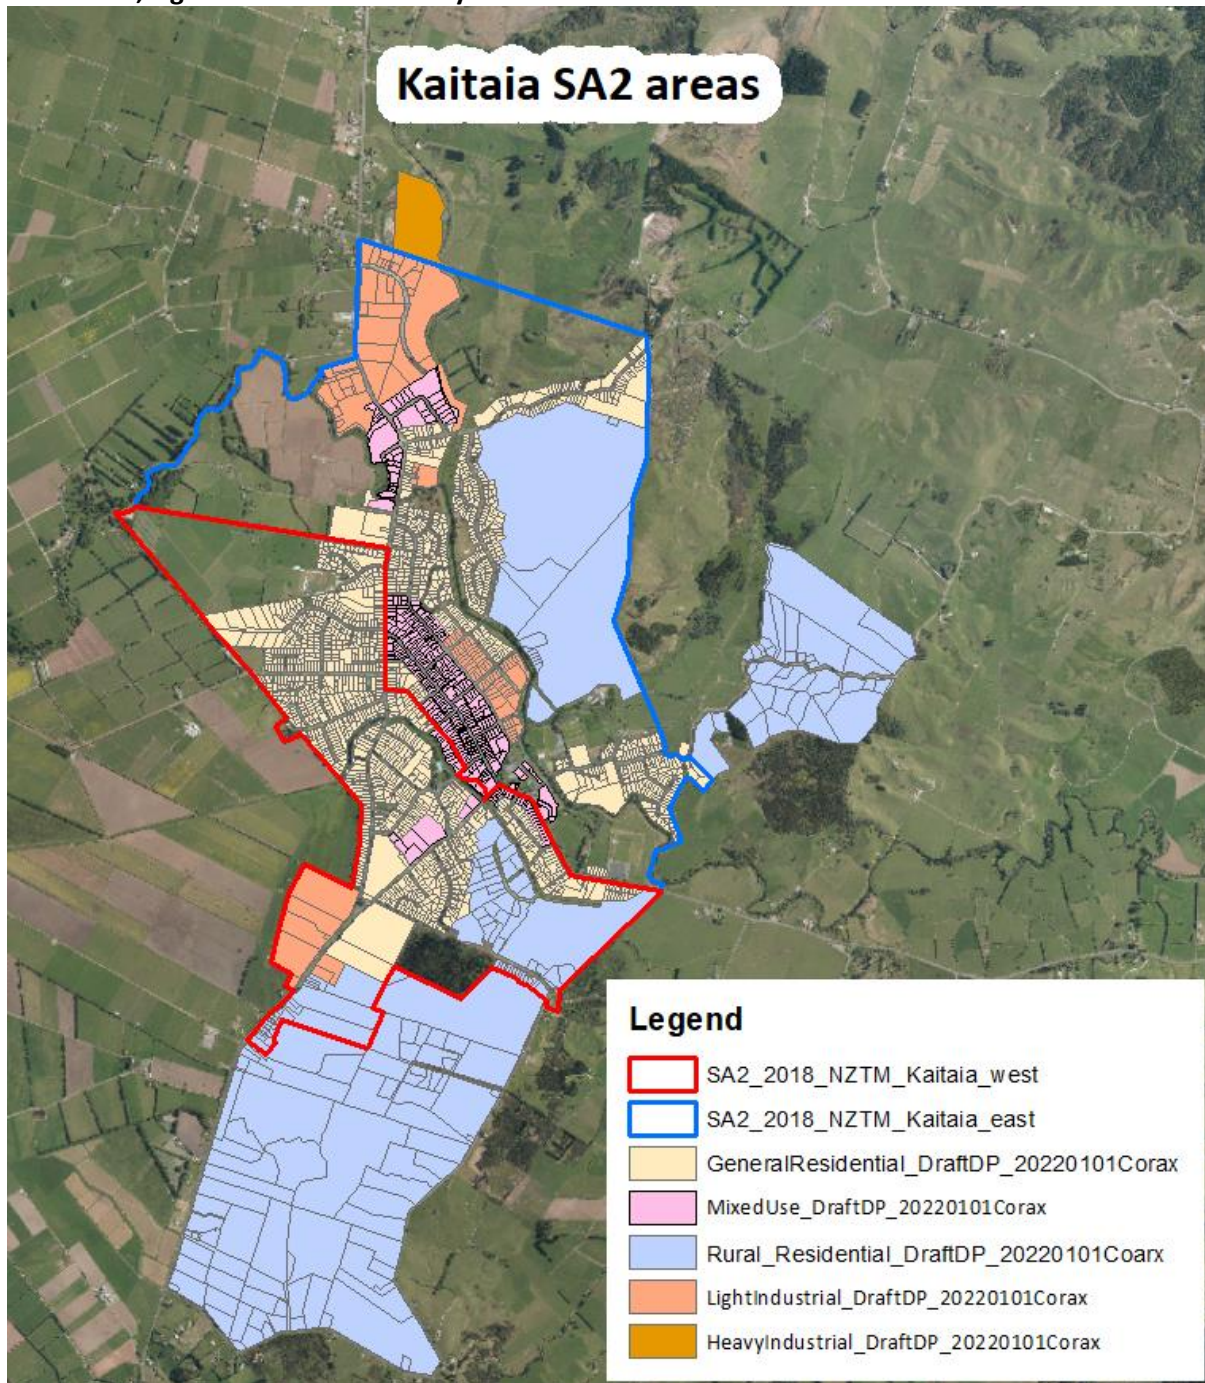 Kaitaia SA2 areas
Legend
SA2_2018_NZTM_Kaitaia_west
SA2_2018_NZTM_Kaitaia_east
GeneralResidential_DraftDP_20220101Corax
MixedUse_DraftDP_20220101Corax
Rural_Residential_DraftDP_20220101Coarx
LightIndustrial_DraftDP_20220101Corax
HeavyIndustrial_DraftDP_20220101Corax